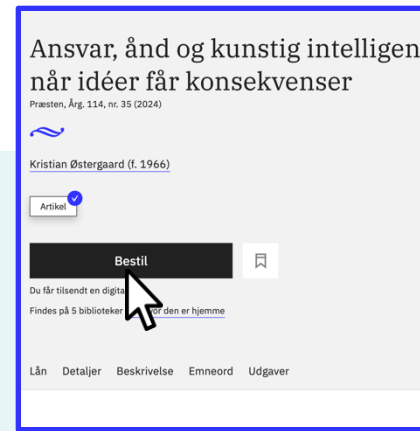 Ansvar, ånd og kunstig intelligen
når idéer får konsekvenser
Præsten, Årg. 114, nr. 35 (2024)
Kristian Østergaard (f. 1966)
Artikel
Bestil
Du får tilsendt en digita
Findes på 5 biblioteker vor den er hjemme
Lån Detaljer Beskrivelse Emneord Udgaver